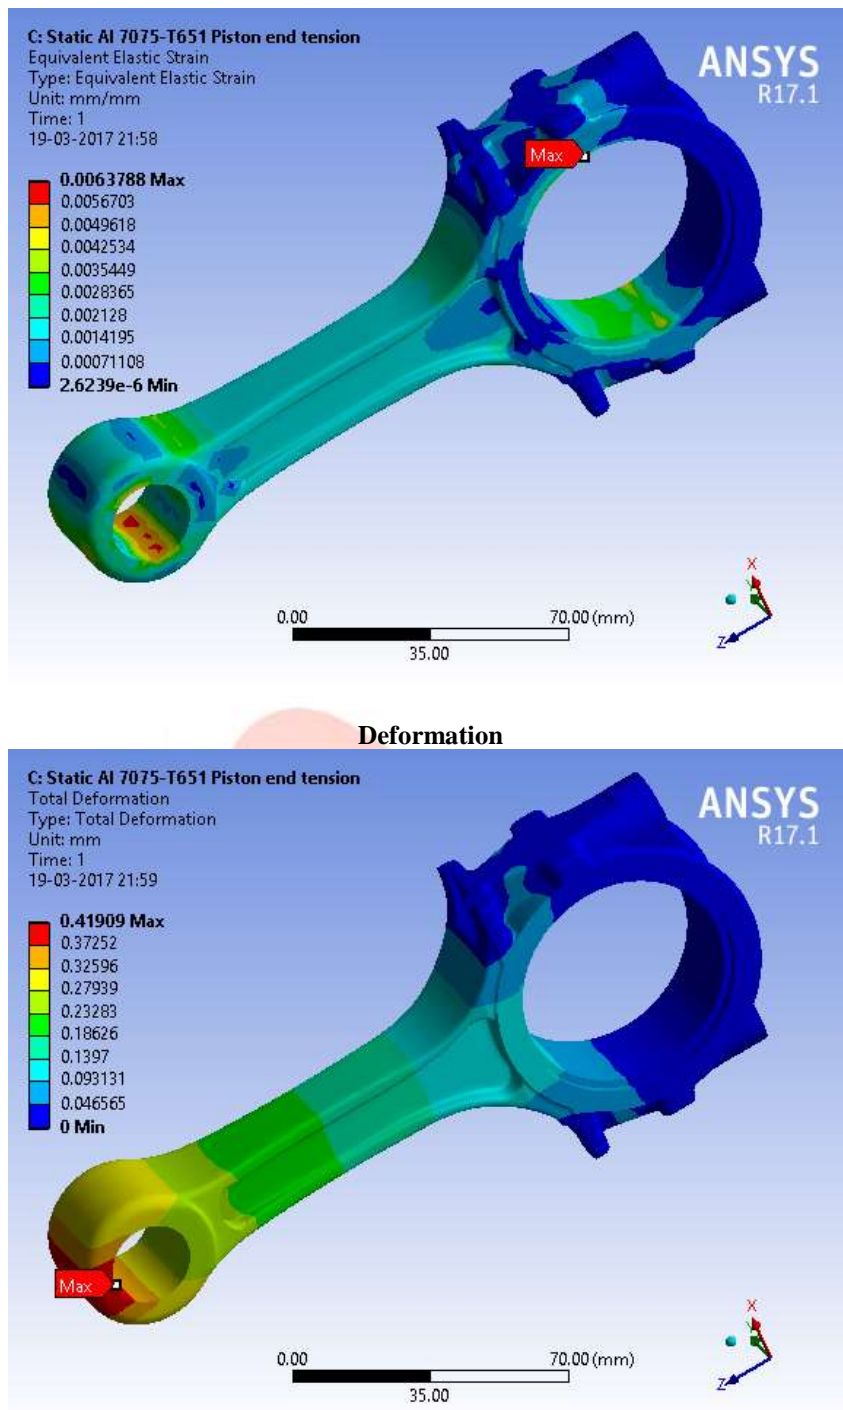 C: Static Al 7075-T651 Piston end tension
Equivalent Elastic Strain
Type: Equivalent Elastic Strain
Unit: mm/mm
Time: 1
19-03-2017 21:58
ANSYS
R17.1
0.0063788 Max
0.0056703
0.0049618
0.0042534
0.0035449
0.0028365
0.002128
0.0014195
0.00071108
2.6239e-6 Min
Max
0.00 70.00 (mm)
35.00
X
Z
Deformation
C: Static Al 7075-T651 Piston end tension
Total Deformation
Type: Total Deformation
Unit: mm
Time: 1
19-03-2017 21:59
ANSYS
R17.1
0.41909 Max
0.37252
0.32596
0.27939
0.23283
0.18626
0.1397
0.093131
0.046565
0 Min
Max
0.00 70.00 (mm)
35.00
X
Z